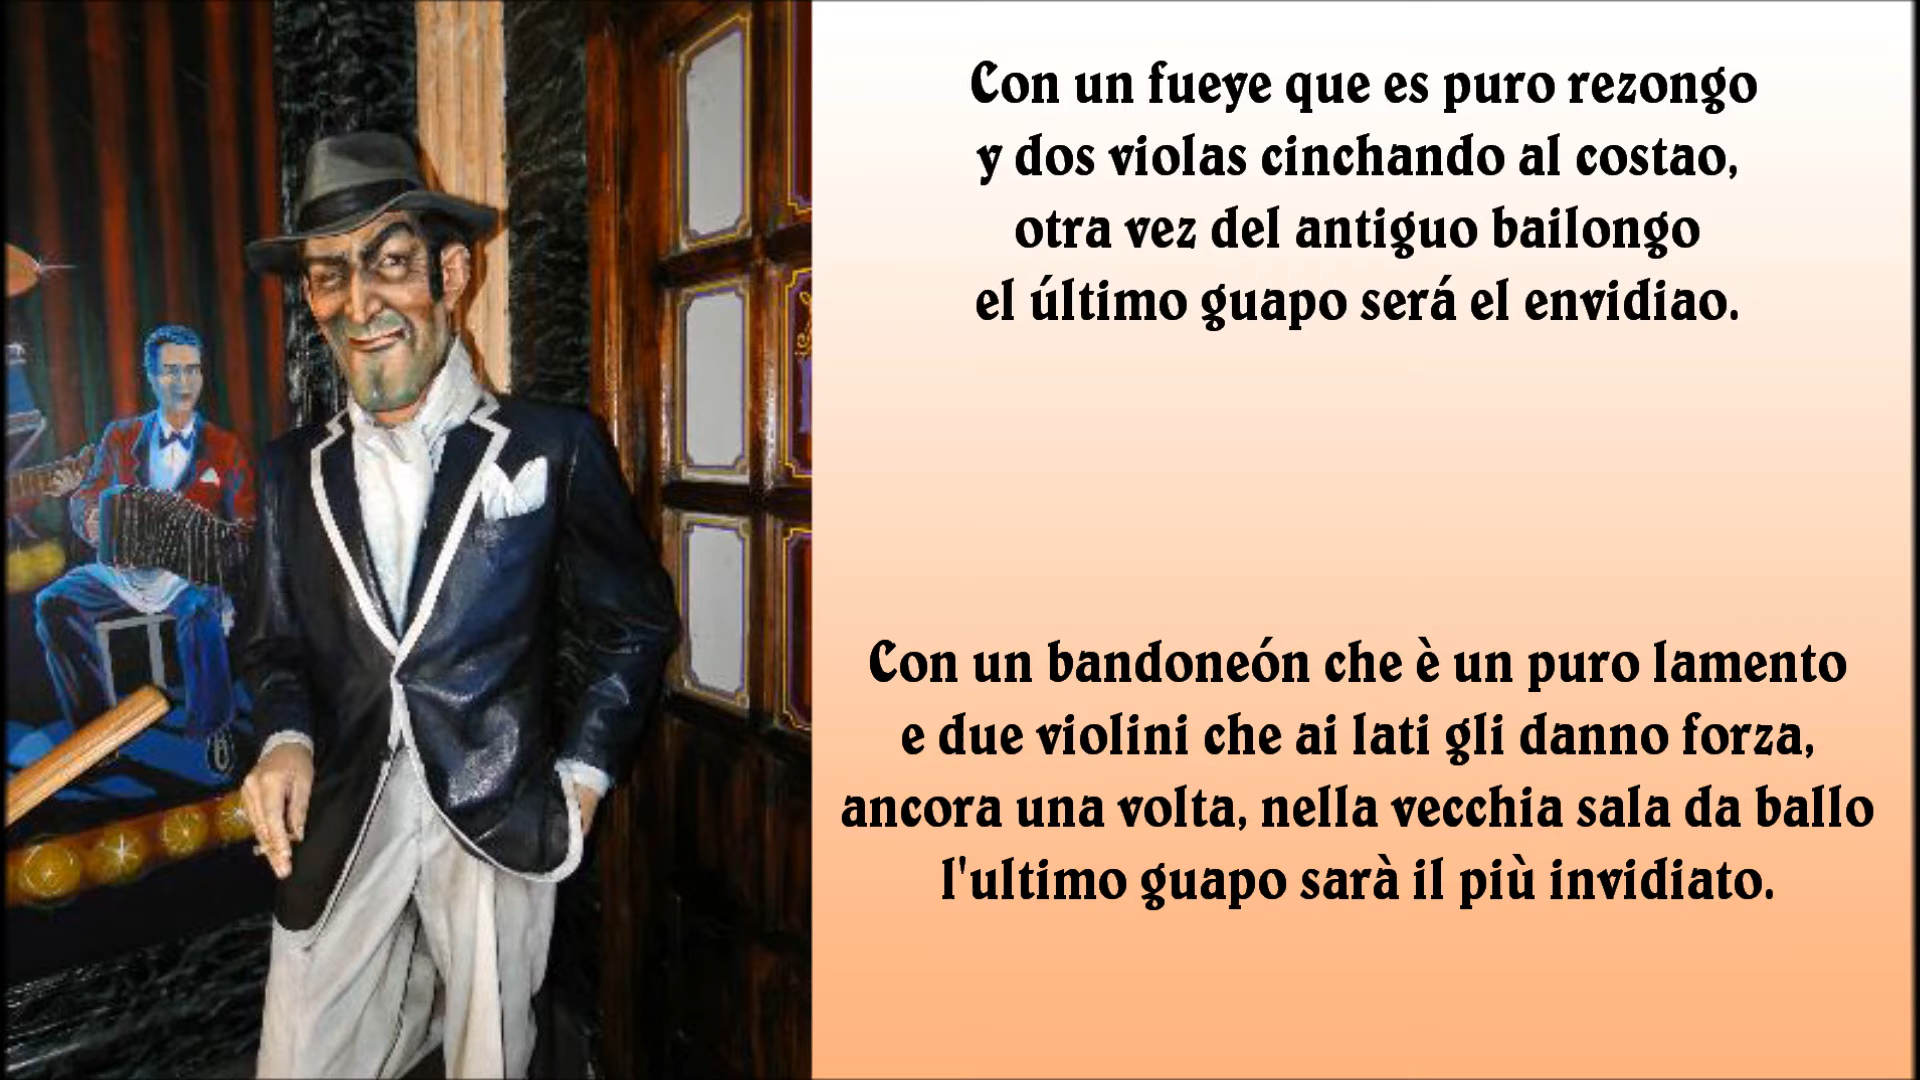 Con un fueye que es puro rezongo
y dos violas cinchando al costao,
otra vez del antiguo bailongo
el último guapo será el envidiao.
Con un bandoneón che è un puro lamento
e due violini che ai lati gli danno forza,
ancora una volta, nella vecchia sala da ballo
l'ultimo guapo sarà il più invidiato.